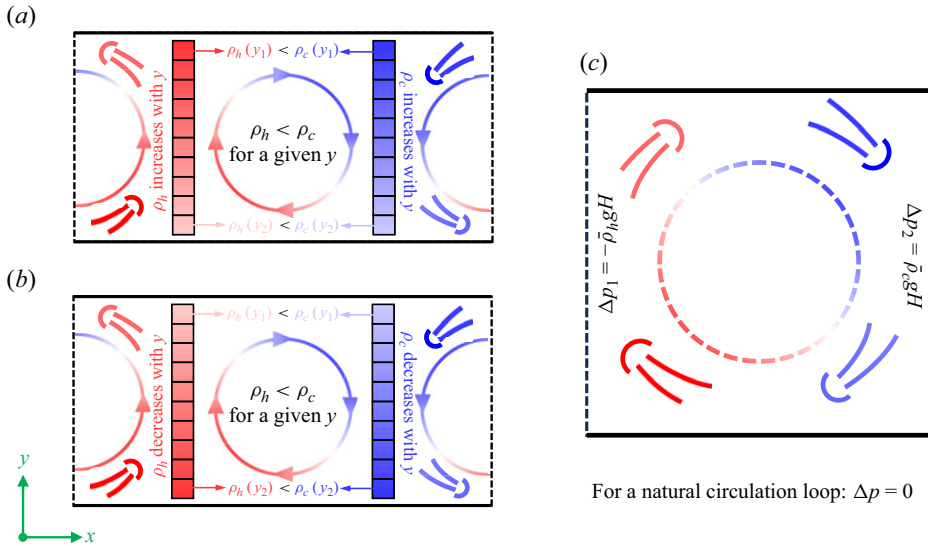 (a)
ρh (y1) < ρc (y1)
ρh increases with y
ρh < ρc
for a given y
ρc increases with y
ρh (y2) < ρc (y2)
(b)
ρh (y1) < ρc (y1)
ρh decreases with y
ρh < ρc
for a given y
ρc decreases with y
ρh (y2) < ρc (y2)
y
x
(c)
Δp1 = −ρ̄hgH
Δp2 = ρ̄cgH
For a natural circulation loop: Δp = 0